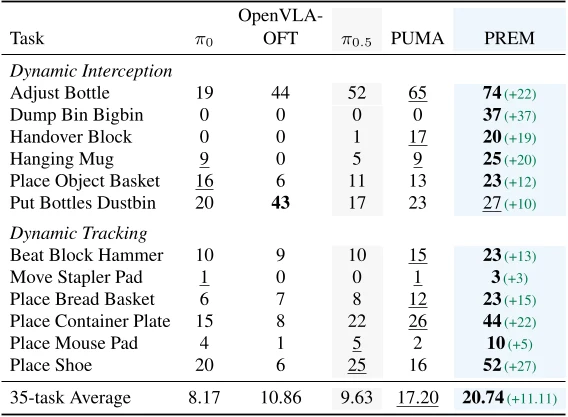 OpenVLA-
Task π0 OFT π0.5 PUMA PREM
Dynamic Interception
Adjust Bottle 19 44 52 65 74 (+22)
Dump Bin Bigbin 0 0 0 0 37 (+37)
Handover Block 0 0 1 17 20 (+19)
Hanging Mug 9 0 5 9 25 (+20)
Place Object Basket 16 6 11 13 23 (+12)
Put Bottles Dustbin 20 43 17 23 27 (+10)
Dynamic Tracking
Beat Block Hammer 10 9 10 15 23 (+13)
Move Stapler Pad 1 0 0 1 3 (+3)
Place Bread Basket 6 7 8 12 23 (+15)
Place Container Plate 15 8 22 26 44 (+22)
Place Mouse Pad 4 1 5 2 10 (+5)
Place Shoe 20 6 25 16 52 (+27)
35-task Average 8.17 10.86 9.63 17.20 20.74 (+11.11)